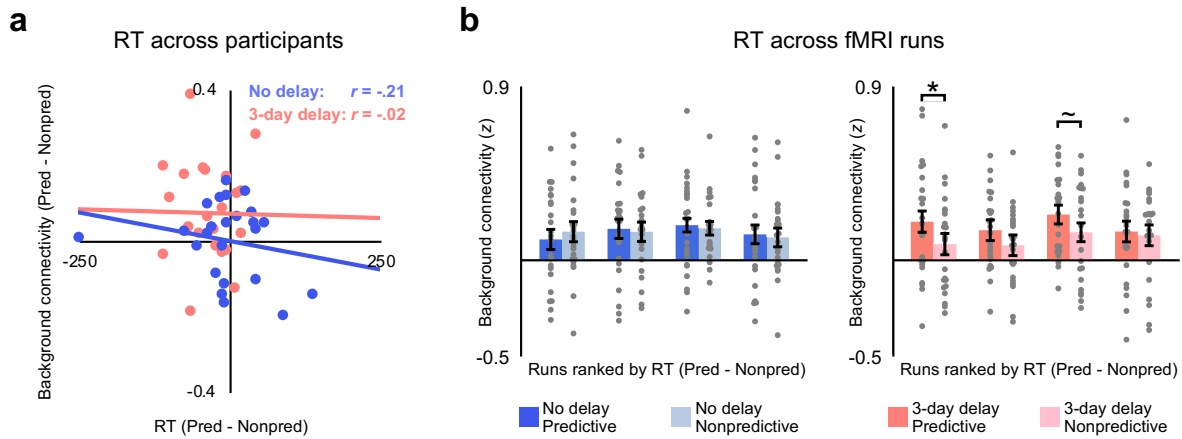 a
RT across participants
Background connectivity (Pred - Nonpred)
0.4
No delay: r = -.21
3-day delay: r = -.02
-250
250
-0.4
RT (Pred - Nonpred)
b
RT across fMRI runs
Background connectivity (z)
0.9
-0.5
Runs ranked by RT (Pred - Nonpred)
No delay
Predictive
No delay
Nonpredictive
Background connectivity (z)
0.9
*
~
-0.5
Runs ranked by RT (Pred - Nonpred)
3-day delay
Predictive
3-day delay
Nonpredictive